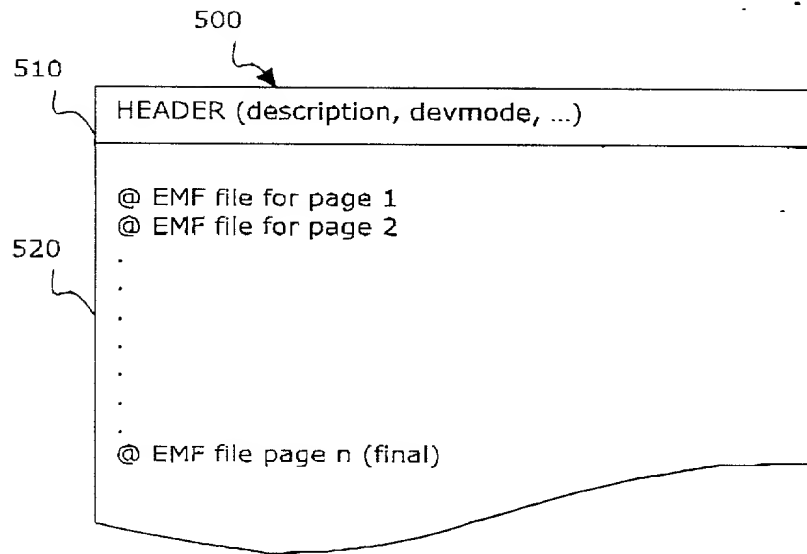 500
510
HEADER (description, devmode, ...)
@ EMF file for page 1
@ EMF file for page 2
520
.
.
.
.
.
.
.
@ EMF file page n (final)